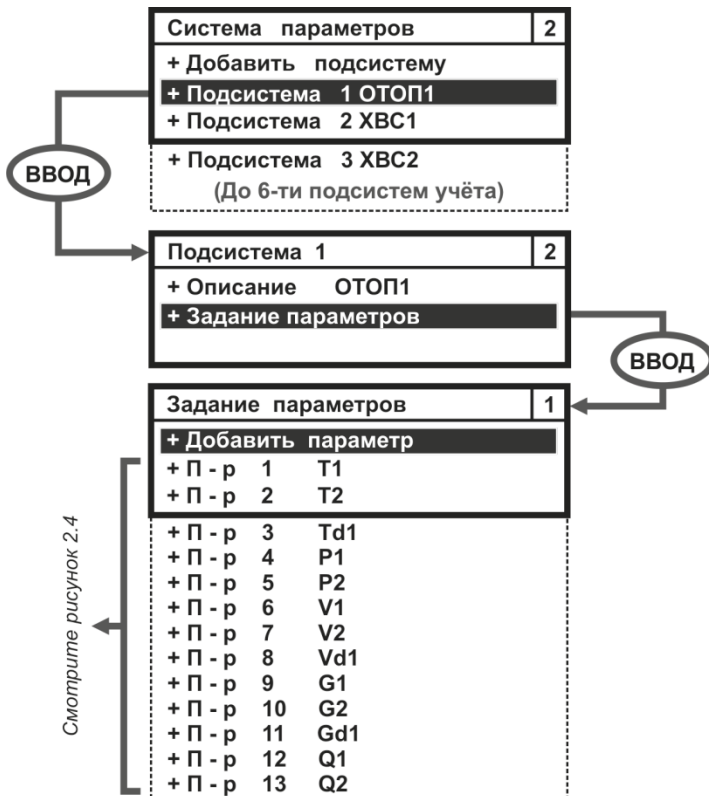 Система параметров 2
+ Добавить подсистему
+ Подсистема 1 ОТОП1
+ Подсистема 2 ХВС1
+ Подсистема 3 ХВС2
(До 6-ти подсистем учёта)
ВВОД
Подсистема 1 2
+ Описание ОТОП1
+ Задание параметров
ВВОД
Задание параметров 1
+ Добавить параметр
+ П - р 1 T1
+ П - р 2 T2
+ П - р 3 Td1
+ П - р 4 P1
+ П - р 5 P2
+ П - р 6 V1
+ П - р 7 V2
+ П - р 8 Vd1
+ П - р 9 G1
+ П - р 10 G2
+ П - р 11 Gd1
+ П - р 12 Q1
+ П - р 13 Q2
Смотрите рисунок 2.4